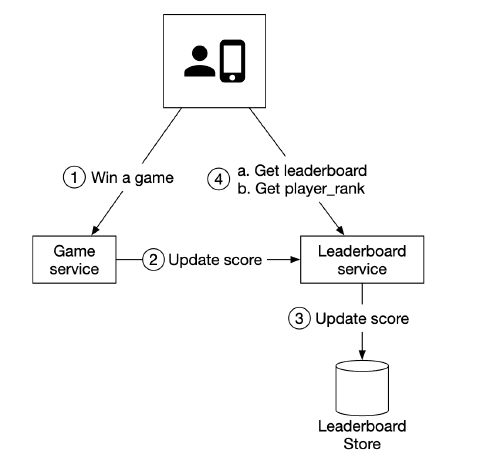 1 Win a game
4 a. Get leaderboard
b. Get player_rank
Game
service
2 Update score
Leaderboard
service
3 Update score
Leaderboard
Store